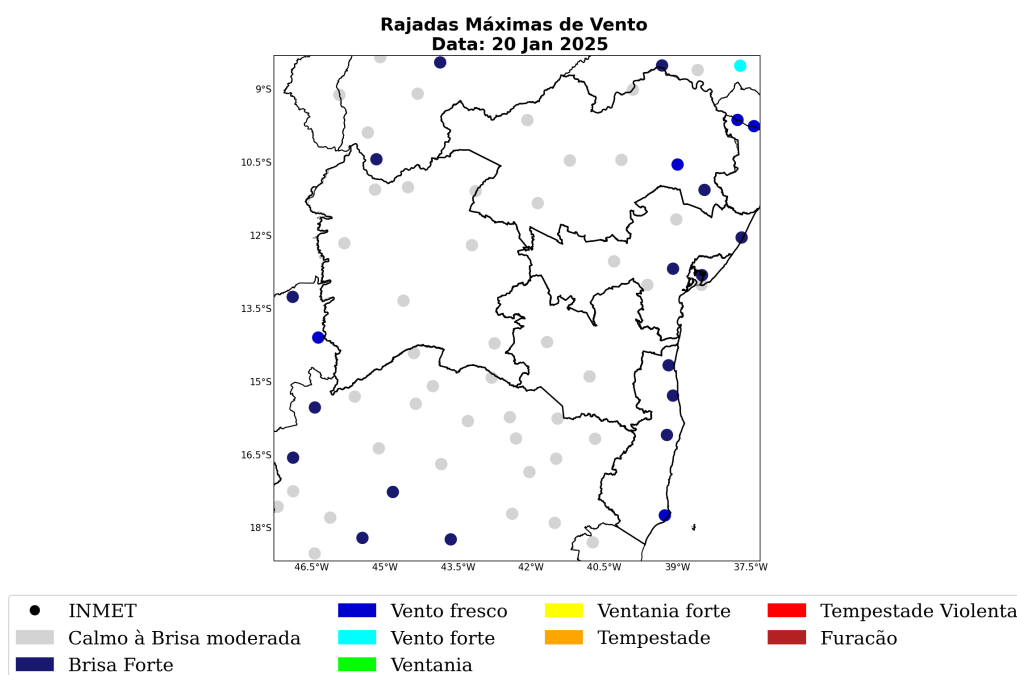 Rajadas Máximas de Vento
Data: 20 Jan 2025
9°S
10.5°S
12°S
13.5°S
15°S
16.5°S
18°S
46.5°W 45°W 43.5°W 42°W 40.5°W 39°W 37.5°W
INMET Vento fresco Ventania forte Tempestade Violenta
Calmo à Brisa moderada Vento forte Tempestade Furacão
Brisa Forte Ventania